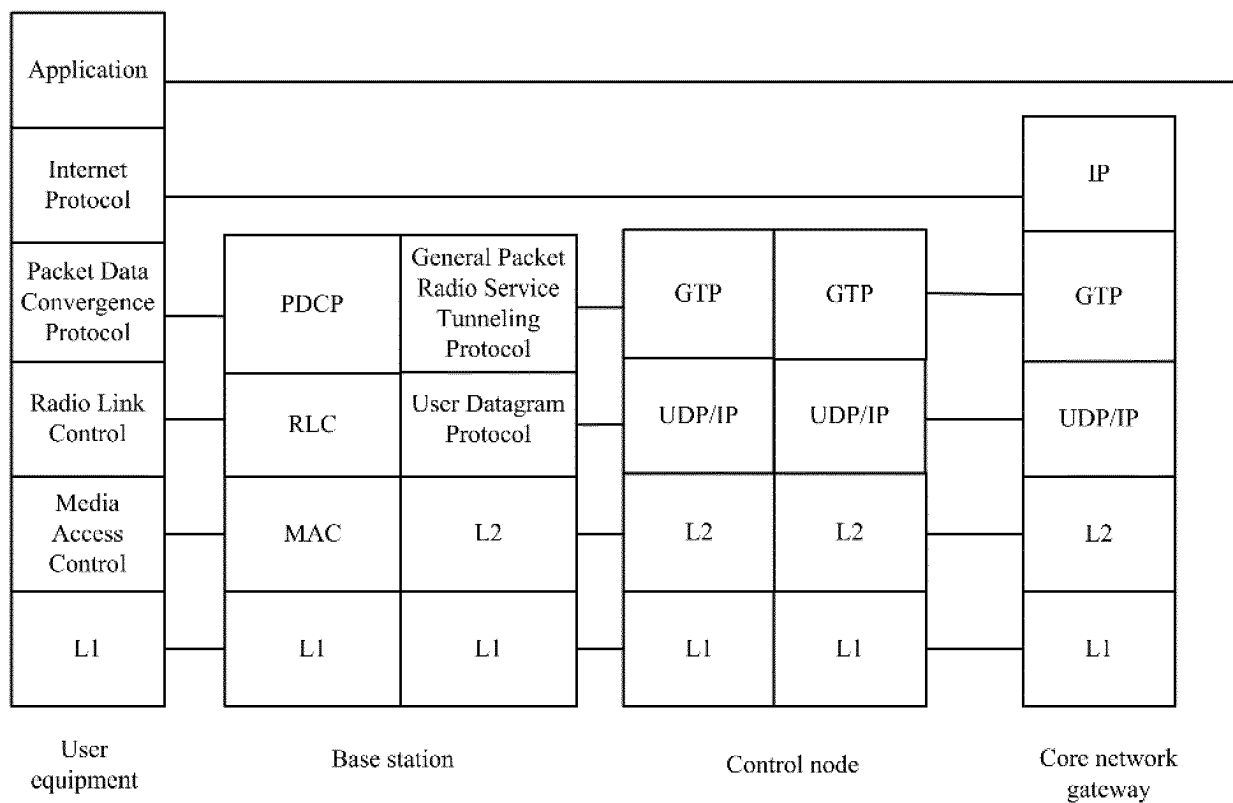 Application
Internet
Protocol
IP
Packet Data
Convergence
Protocol
PDCP
General Packet
Radio Service
Tunneling
Protocol
GTP
GTP
GTP
Radio Link
Control
RLC
User Datagram
Protocol
UDP/IP
UDP/IP
UDP/IP
Media
Access
Control
MAC
L2
L2
L2
L2
L1
L1
L1
L1
L1
L1
User
equipment
Base station
Control node
Core network
gateway